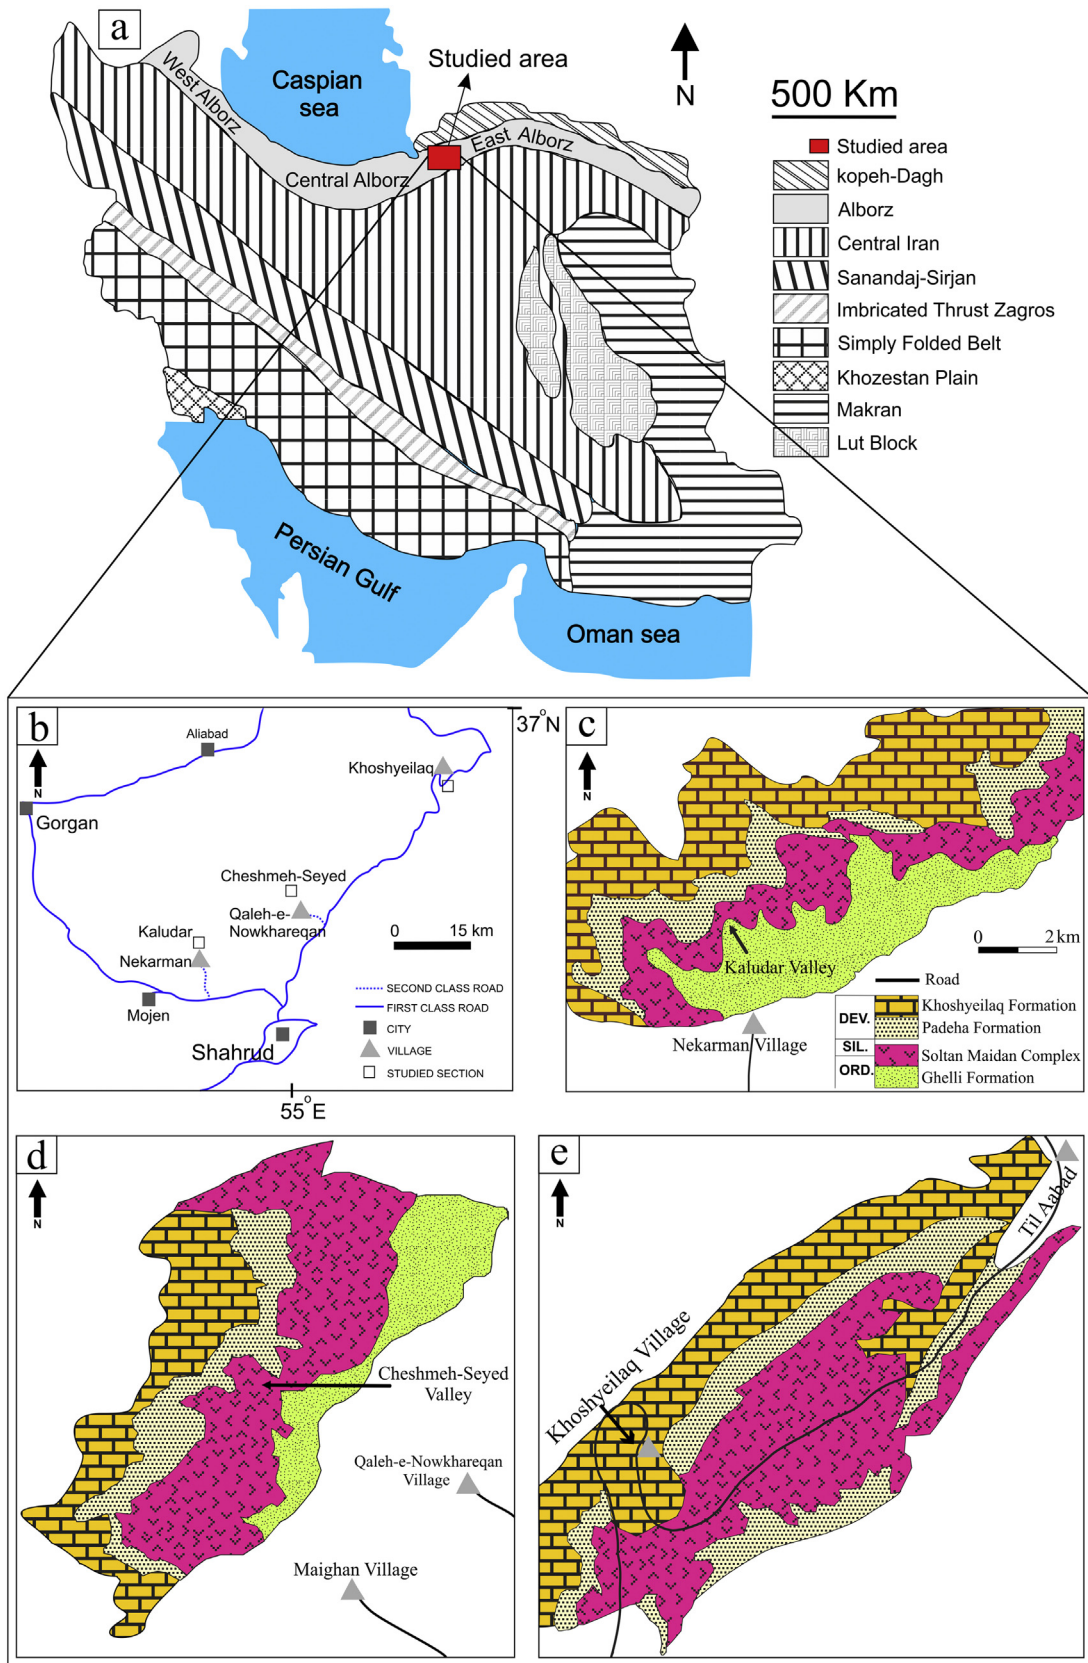 a
West Alborz
Caspian
sea
Studied area
N
500 Km
Central Alborz
East Alborz
Studied area
kopeh-Dagh
Alborz
Central Iran
Sanandaj-Sirjan
Imbricated Thrust Zagros
Simply Folded Belt
Khozestan Plain
Makran
Lut Block
Persian Gulf
Oman sea
b
N
Aliabad
Khoshyeilaq
Gorgan
Cheshmeh-Seyed
Qaleh-e-
Nowkhareqan
Kaludar
Nekarman
Mojen
Shahrud
15 km
0
SECOND CLASS ROAD
FIRST CLASS ROAD
CITY
VILLAGE
STUDIED SECTION
37°N
55°E
c
N
Kaludar Valley
0 2 km
Nekarman Village
Road
DEV.
Khoshyeilaq Formation
Padeha Formation
SIL.
Soltan Maidan Complex
ORD.
Ghelli Formation
d
N
Cheshmeh-Seyed
Valley
Qaleh-e-Nowkhareqan
Village
Maighan Village
e
N
Til Aabad
Khoshyeilaq Village